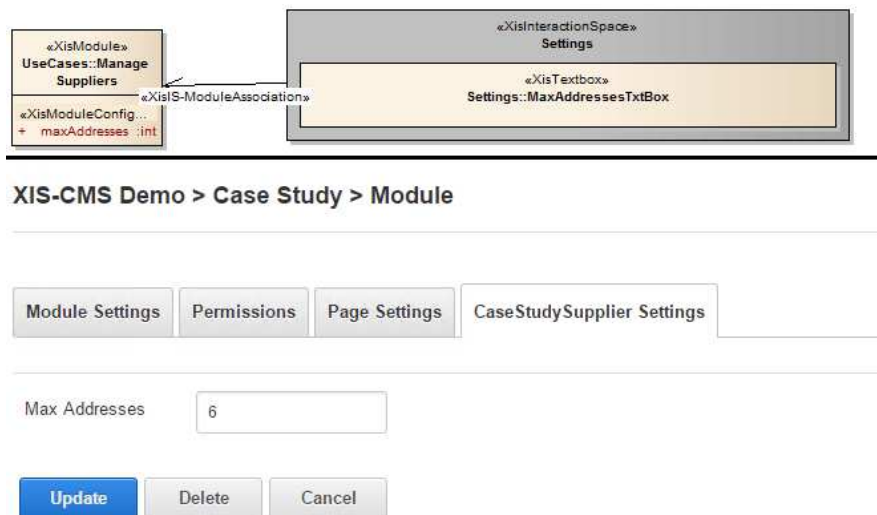 «XisModule»
UseCases::Manage
Suppliers
«XisModuleConfig...
+ maxAddresses :int
«XisIS-ModuleAssociation»
«XisInteractionSpace»
Settings
«XisTextbox»
Settings::MaxAddressesTxtBox
XIS-CMS Demo > Case Study > Module
Module Settings Permissions Page Settings CaseStudySupplier Settings
Max Addresses 6
Update Delete Cancel